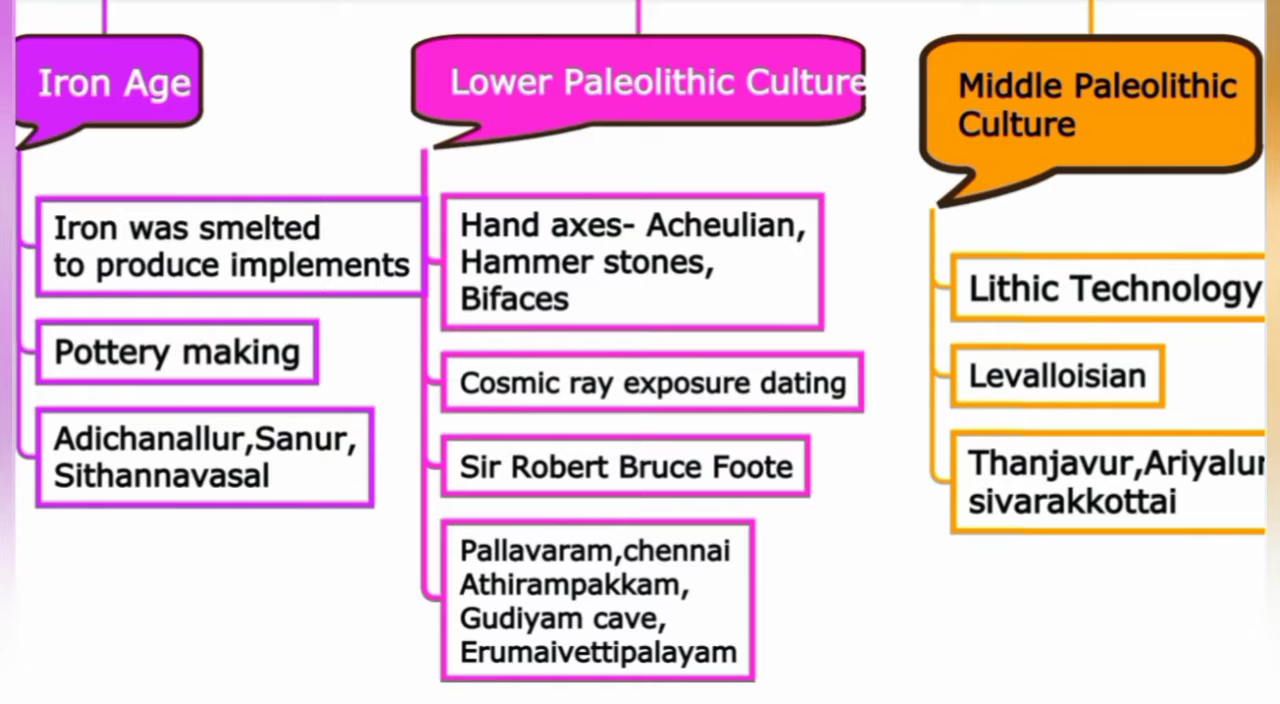 Iron Age
Iron was smelted
to produce implements
Pottery making
Adichanallur,Sanur,
Sithannavasal
Lower Paleolithic Culture
Hand axes- Acheulian,
Hammer stones,
Bifaces
Cosmic ray exposure dating
Sir Robert Bruce Foote
Pallavaram,chennai
Athirampakkam,
Gudiyam cave,
Erumaivettipalayam
Middle Paleolithic
Culture
Lithic Technology
Levalloisian
Thanjavur,Ariyalur
sivarakkottai